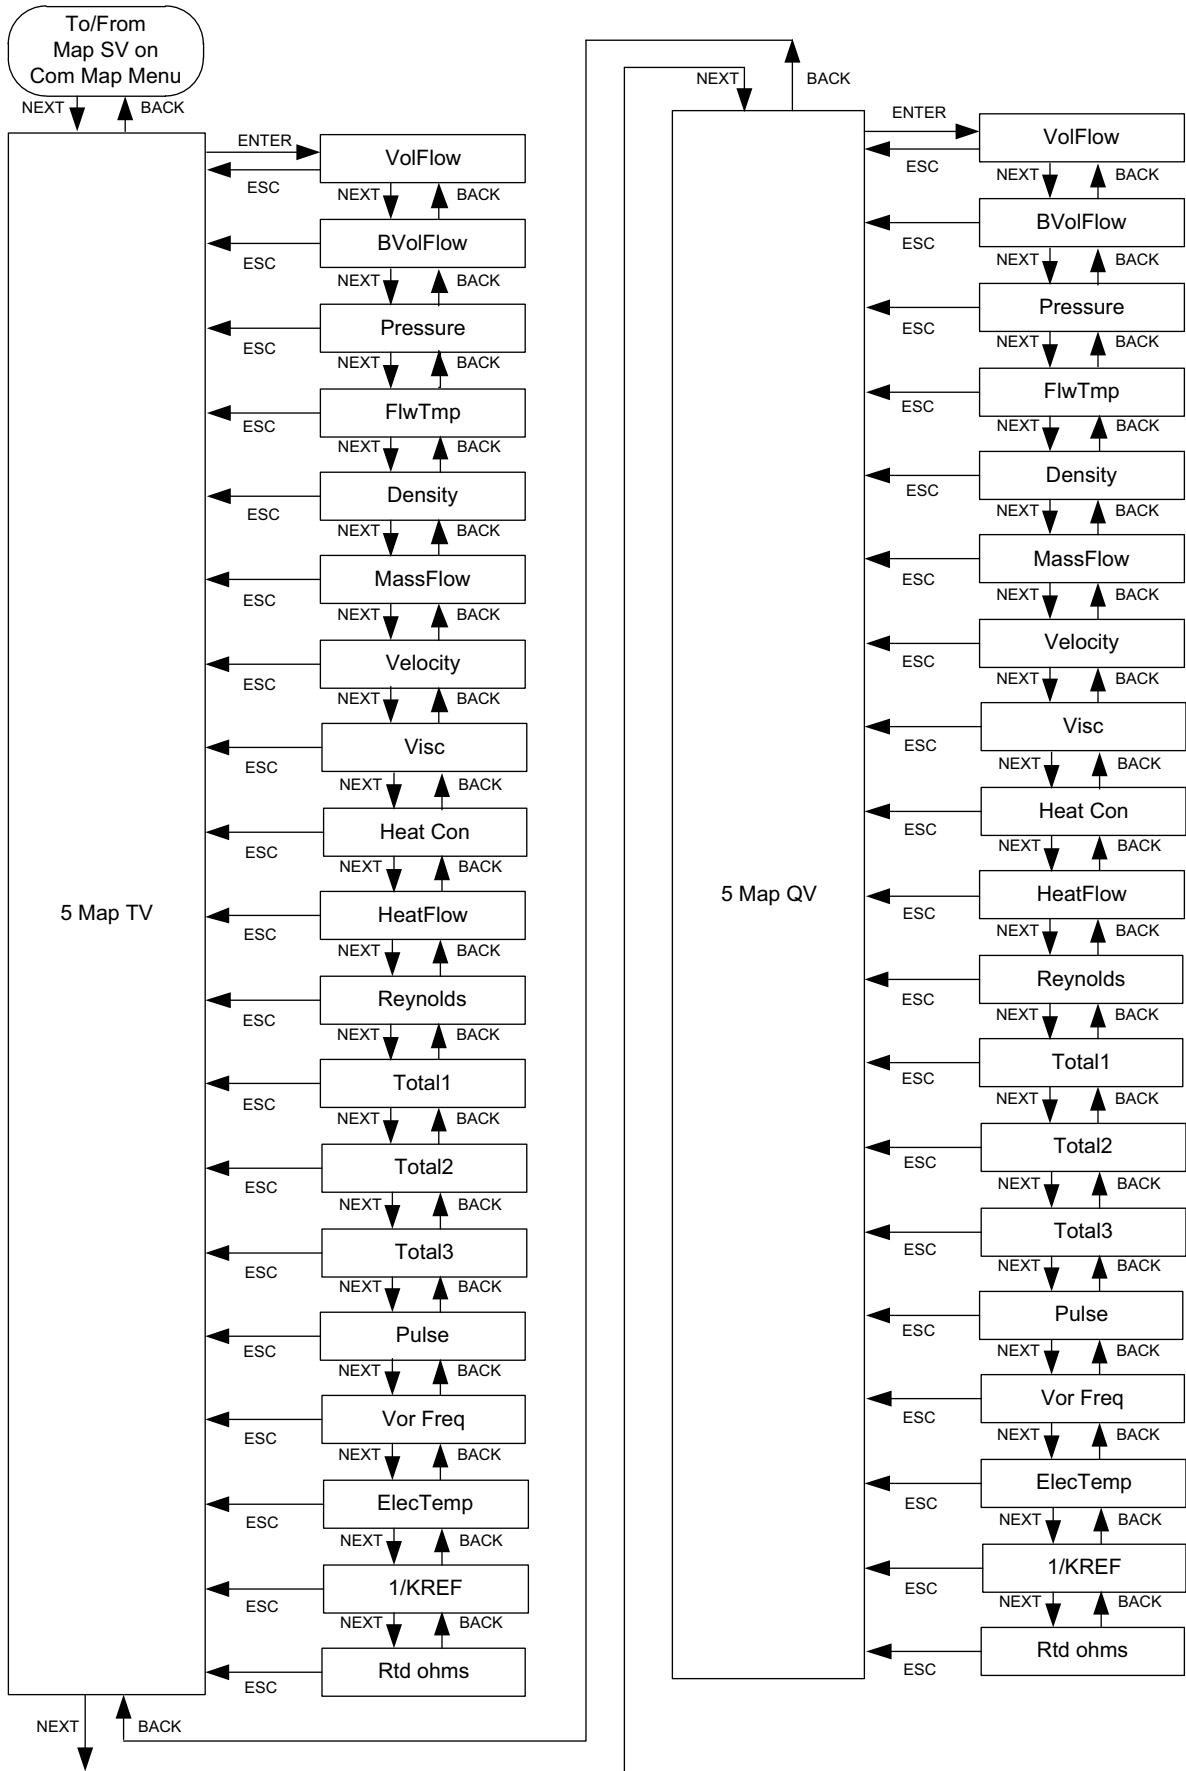 To/From
Map SV on
Com Map Menu
NEXT BACK
5 Map TV
ENTER
VolFlow
ESC
NEXT BACK
BVolFlow
ESC
NEXT BACK
Pressure
ESC
NEXT BACK
FlwTmp
ESC
NEXT BACK
Density
ESC
NEXT BACK
MassFlow
ESC
NEXT BACK
Velocity
ESC
NEXT BACK
Visc
ESC
NEXT BACK
Heat Con
ESC
NEXT BACK
HeatFlow
ESC
NEXT BACK
Reynolds
ESC
NEXT BACK
Total1
ESC
NEXT BACK
Total2
ESC
NEXT BACK
Total3
ESC
NEXT BACK
Pulse
ESC
NEXT BACK
Vor Freq
ESC
NEXT BACK
ElecTemp
ESC
NEXT BACK
1/KREF
ESC
NEXT BACK
Rtd ohms
ESC
NEXT BACK
NEXT BACK
5 Map QV
ENTER
VolFlow
ESC
NEXT BACK
BVolFlow
ESC
NEXT BACK
Pressure
ESC
NEXT BACK
FlwTmp
ESC
NEXT BACK
Density
ESC
NEXT BACK
MassFlow
ESC
NEXT BACK
Velocity
ESC
NEXT BACK
Visc
ESC
NEXT BACK
Heat Con
ESC
NEXT BACK
HeatFlow
ESC
NEXT BACK
Reynolds
ESC
NEXT BACK
Total1
ESC
NEXT BACK
Total2
ESC
NEXT BACK
Total3
ESC
NEXT BACK
Pulse
ESC
NEXT BACK
Vor Freq
ESC
NEXT BACK
ElecTemp
ESC
NEXT BACK
1/KREF
ESC
NEXT BACK
Rtd ohms
ESC